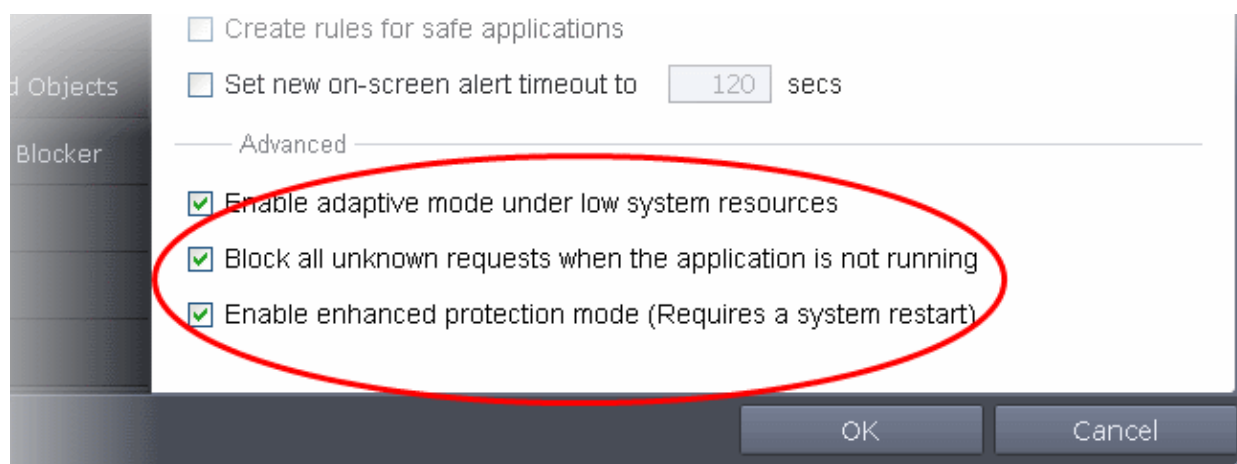 Create rules for safe applications
d Objects
Set new on-screen alert timeout to 120 secs
Blocker
Advanced
Enable adaptive mode under low system resources
Block all unknown requests when the application is not running
Enable enhanced protection mode (Requires a system restart)
OK Cancel